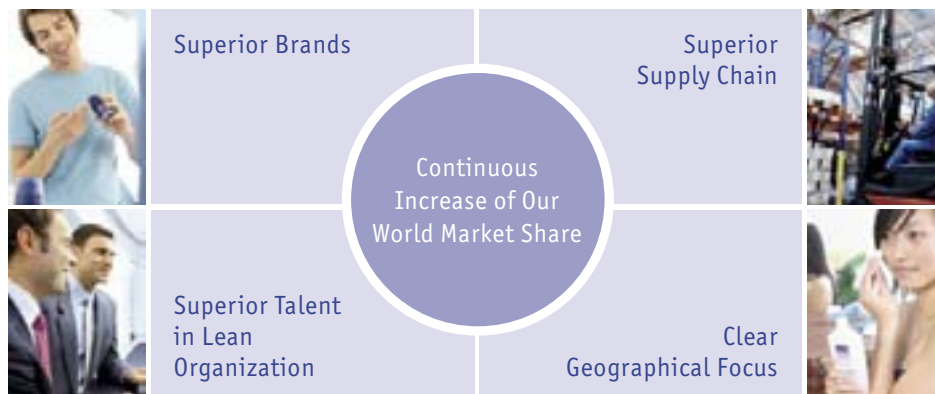 Superior Brands
Superior
Supply Chain
Continuous
Increase of Our
World Market Share
Superior Talent
in Lean
Organization
Clear
Geographical Focus